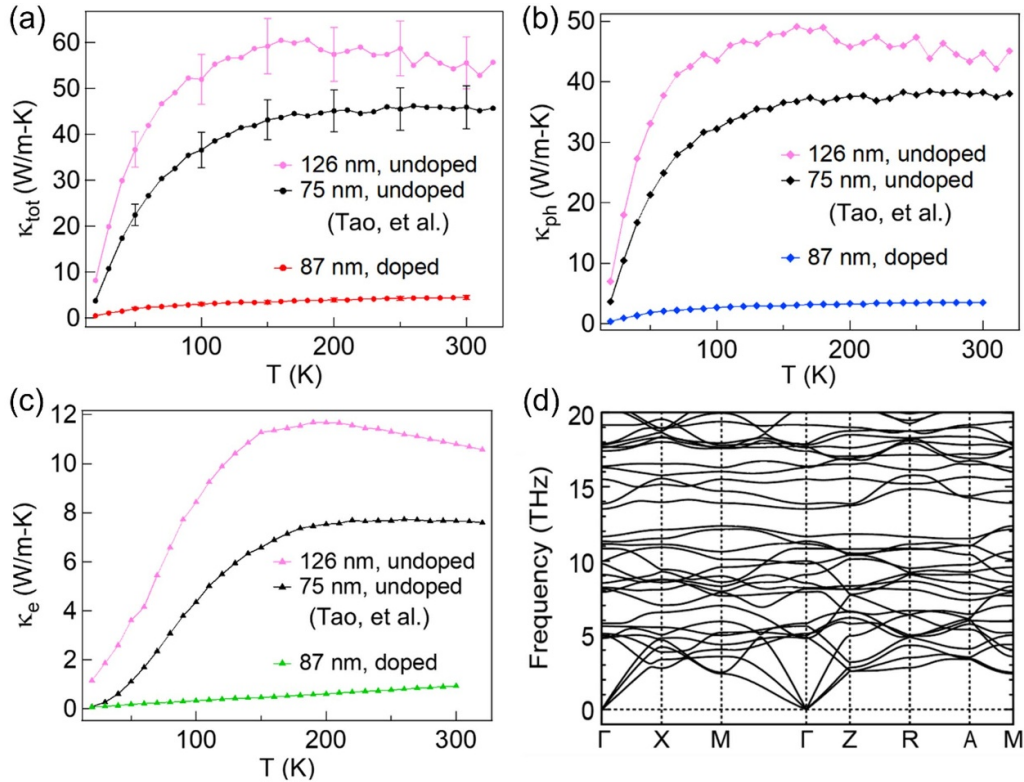 (a)
60
50
40
30
20
10
0
κtot (W/m-K)
126 nm, undoped
75 nm, undoped
(Tao, et al.)
87 nm, doped
100
200
300
T (K)
(b)
50
40
30
20
10
0
κph (W/m-K)
126 nm, undoped
75 nm, undoped
(Tao, et al.)
87 nm, doped
100
200
300
T (K)
(c)
12
10
8
6
4
2
0
κe (W/m-K)
126 nm, undoped
75 nm, undoped
(Tao, et al.)
87 nm, doped
100
200
300
T (K)
(d)
20
15
10
5
0
Frequency (THz)
Γ X M Γ Z R A M